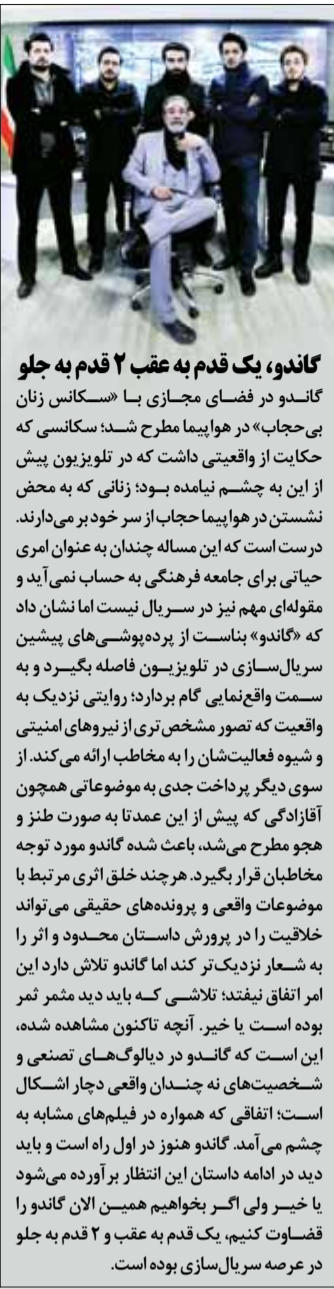 گاندو، یک قدم به عقب ۲ قدم به جلو
گاندو در فضای مجازی با «سکانس زنان
بی‌حجاب» در هواپیما مطرح شد؛ سکانسی که
حکایت از واقعیتی داشت که در تلویزیون پیش
از این به چشم نیامده بود؛ زنانی که به محض
نشستن در هواپیما حجاب از سر خود بر می‌دارند.
درست است که این مساله چندان به عنوان امری
حیاتی برای جامعه فرهنگی به حساب نمی‌آید و
مقوله‌ای مهم نیز در سریال نیست اما نشان داد
که «گاندو» بناست از پرده‌پوشی‌های پیشین
سریال‌سازی در تلویزیون فاصله بگیرد و به
سمت واقع‌نمایی گام بردارد؛ روایتی نزدیک به
واقعیت که تصور مشخص‌تری از نیروهای امنیتی
و شیوه فعالیت‌شان را به مخاطب ارائه می‌کند. از
سوی دیگر پرداخت جدی به موضوعاتی همچون
آقازادگی که پیش از این عمدتا به صورت طنز و
هجو مطرح می‌شد، باعث شده گاندو مورد توجه
مخاطبان قرار بگیرد. هرچند خلق اثری مرتبط با
موضوعات واقعی و پرونده‌های حقیقی می‌تواند
خلاقیت را در پرورش داستان محدود و اثر را
به شعار نزدیک‌تر کند اما گاندو تلاش دارد این
امر اتفاق نیفتد؛ تلاشی که باید دید مثمر ثمر
بوده است یا خیر. آنچه تاکنون مشاهده شده،
این است که گاندو در دیالوگ‌های تصنعی و
شخصیت‌های نه چندان واقعی دچار اشکال
است؛ اتفاقی که همواره در فیلم‌های مشابه به
چشم می‌آمد. گاندو هنوز در اول راه است و باید
دید در ادامه داستان این انتظار برآورده می‌شود
یا خیر ولی اگر بخواهیم همین الان گاندو را
قضاوت کنیم، یک قدم به عقب و ۲ قدم به جلو
در عرصه سریال‌سازی بوده است.